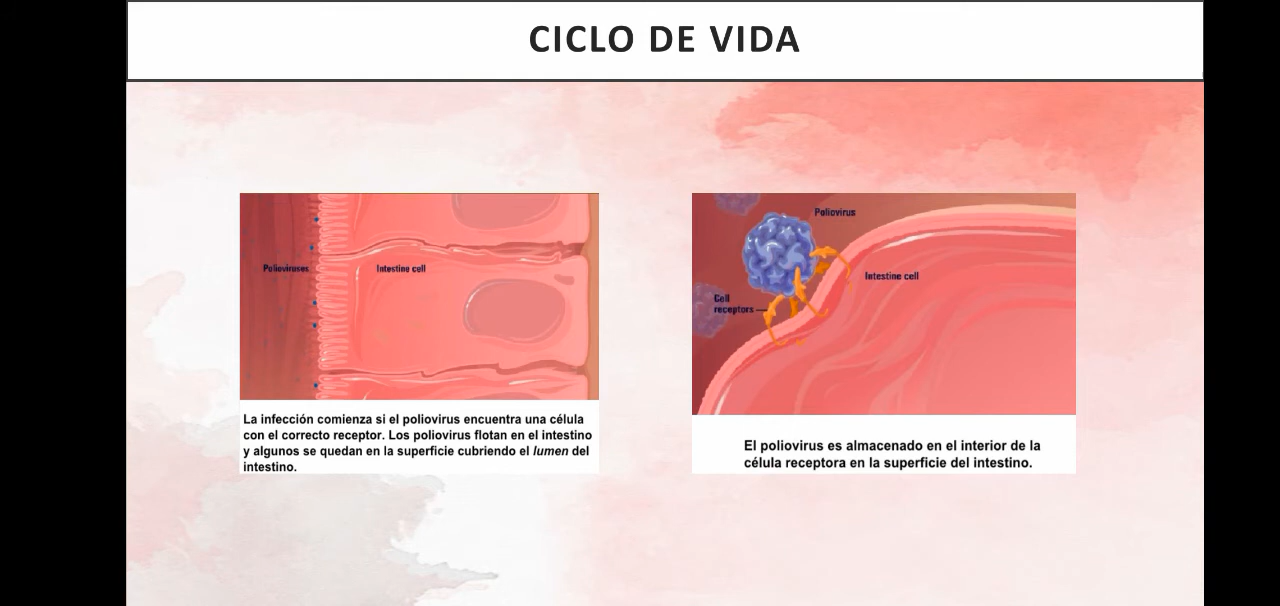 CICLO DE VIDA
Polioviruses
Intestine cell
La infección comienza si el poliovirus encuentra una célula
con el correcto receptor. Los poliovirus flotan en el intestino
y algunos se quedan en la superficie cubriendo el lumen del
intestino.
Poliovirus
Intestine cell
Cell
receptors
El poliovirus es almacenado en el interior de la
célula receptora en la superficie del intestino.